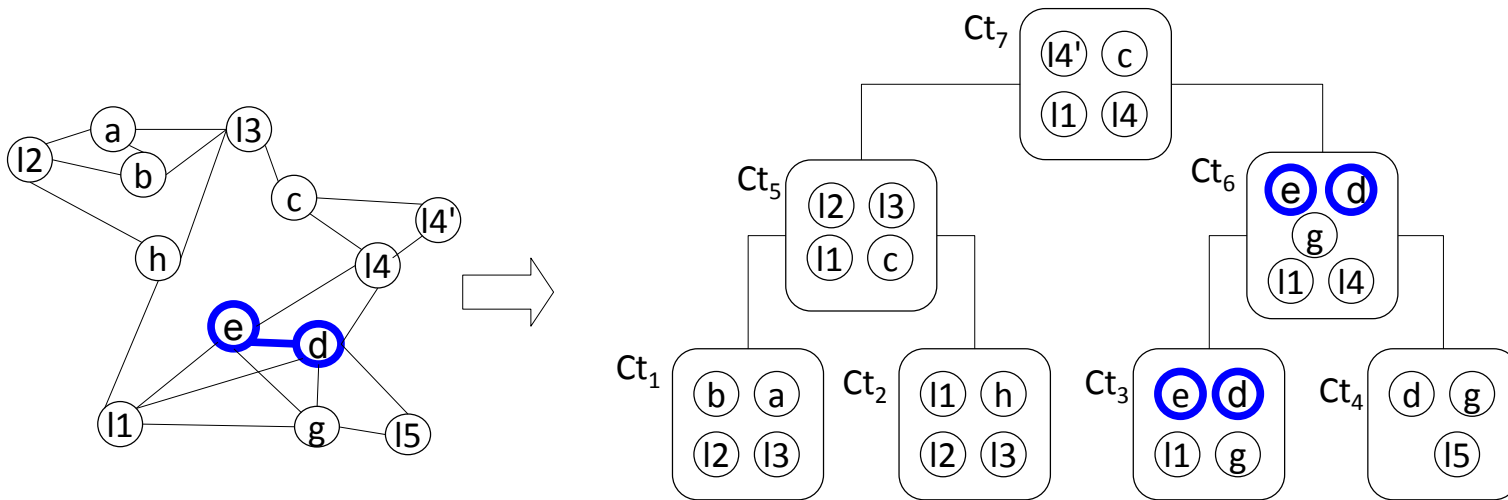 a
l3
l2
b
c
l4'
h
l4
e
d
l1
g
l5
Ct7
l4' c
l1 l4
Ct5
l2 l3
l1 c
Ct6
e d
g
l1 l4
Ct1
b a
l2 l3
Ct2
l1 h
l2 l3
Ct3
e d
l1 g
Ct4
d g
l5